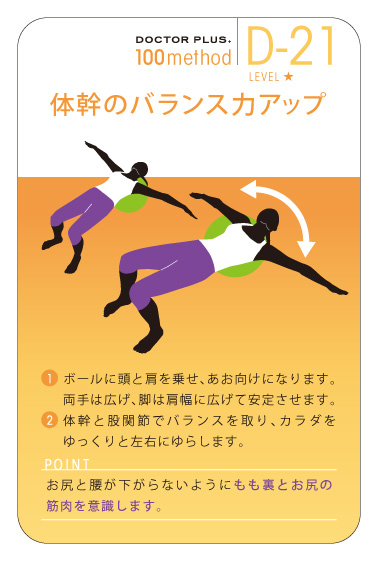 DOCTOR PLUS.
100method
D-21
LEVEL ★
体幹のバランス力アップ
1 ボールに頭と肩を乗せ、あお向けになります。
両手は広げ、脚は肩幅に広げて安定させます。
2 体幹と股関節でバランスを取り、カラダを
ゆっくりと左右にゆらします。
POINT
お尻と腰が下がらないようにもも裏とお尻の
筋肉を意識します。